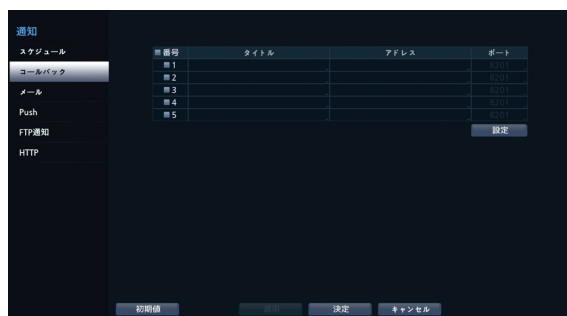 通知
スケジュール
コールバック
メール
Push
FTP通知
HTTP
番号 タイトル アドレス ポート
1 8201
2 8201
3 8201
4 8201
5 8201
設定
初期値 適用 決定 キャンセル